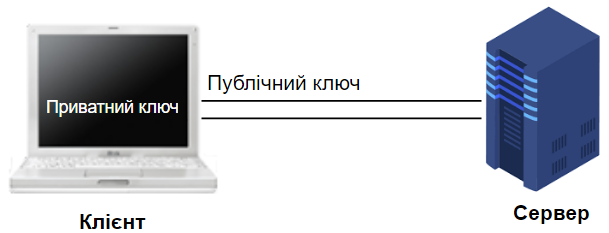 Публічний ключ
Приватний ключ
Клієнт
Сервер